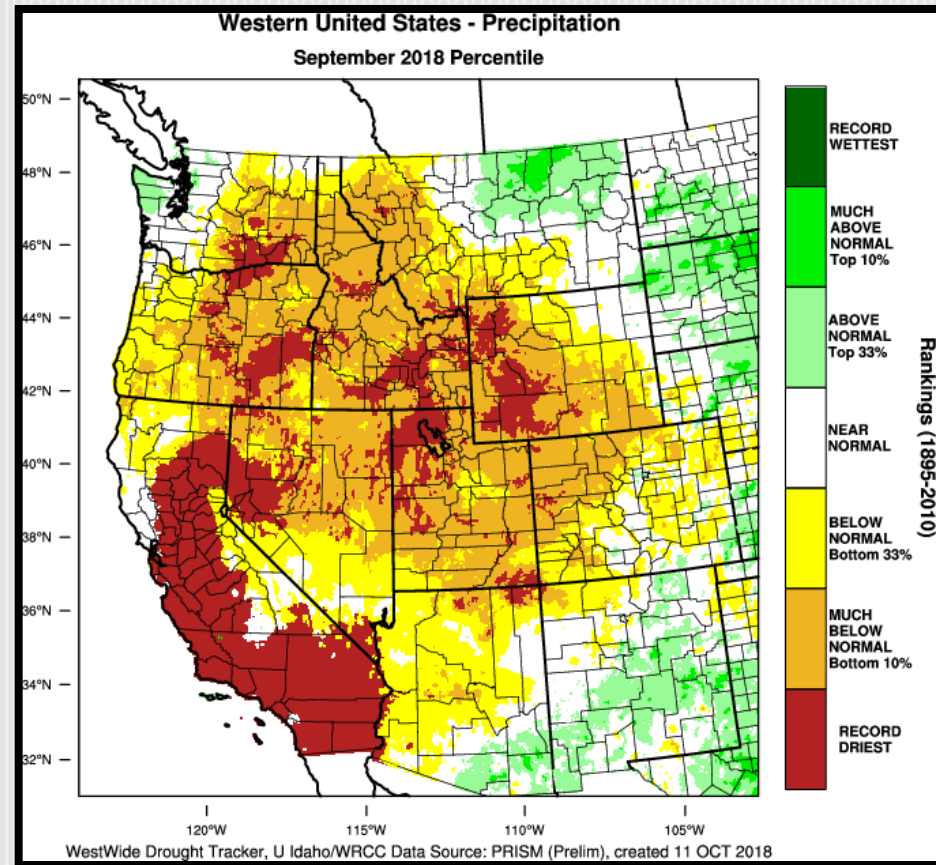 Western United States - Precipitation
September 2018 Percentile
50°N
48°N
46°N
44°N
42°N
40°N
38°N
36°N
34°N
32°N
120°W
115°W
110°W
105°W
RECORD
WETTEST
MUCH
ABOVE
NORMAL
Top 10%
ABOVE
NORMAL
Top 33%
NEAR
NORMAL
BELOW
NORMAL
Bottom 33%
MUCH
BELOW
NORMAL
Bottom 10%
RECORD
DRIEST
Rankings (1895-2010)
WestWide Drought Tracker, U Idaho/WRCC Data Source: PRISM (Prelim), created 11 OCT 2018